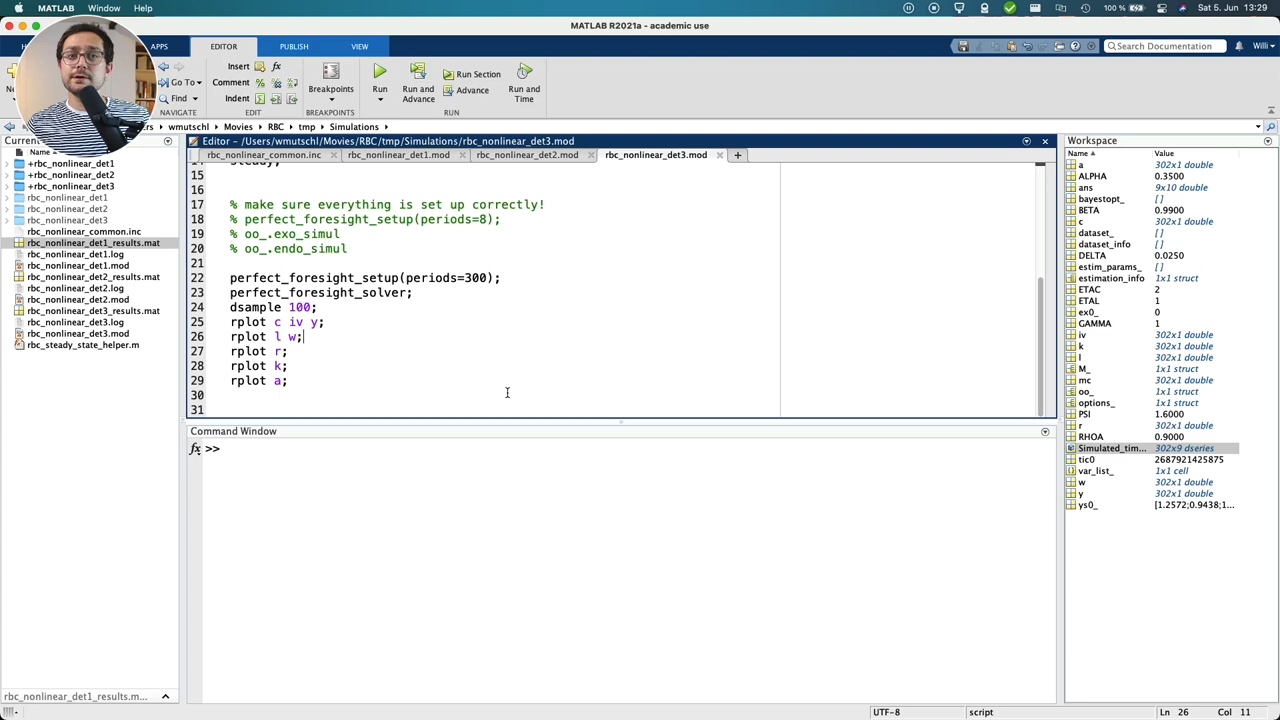 MATLAB Window 100 % Sat 5. Jun 13:29
MATLAB R2021a - academic use
APPS EDITOR PUBLISH VIEW
Search Documentation Willi
Insert fx
Comment %
Indent
Go To
Find
Breakpoints
Run
Run and Advance
Run Section
Advance
Run and Time
NAVIGATE EDIT BREAKPOINTS RUN
wmutschl Movies RBC tmp Simulations
Name
+rbc_nonlinear_det1
+rbc_nonlinear_det2
+rbc_nonlinear_det3
rbc_nonlinear_det1
rbc_nonlinear_det2
rbc_nonlinear_det3
rbc_nonlinear_common.inc
rbc_nonlinear_det1_results.mat
rbc_nonlinear_det1.log
rbc_nonlinear_det1.mod
rbc_nonlinear_det2_results.mat
rbc_nonlinear_det2.log
rbc_nonlinear_det2.mod
rbc_nonlinear_det3_results.mat
rbc_nonlinear_det3.log
rbc_nonlinear_det3.mod
rbc_steady_state_helper.m
rbc_nonlinear_det1_results.m...
Editor - /Users/wmutschl/Movies/RBC/tmp/Simulations/rbc_nonlinear_det3.mod
rbc_nonlinear_common.inc rbc_nonlinear_det1.mod rbc_nonlinear_det2.mod rbc_nonlinear_det3.mod
15
16
17 % make sure everything is set up correctly!
18 % perfect_foresight_setup(periods=8);
19 % oo_.exo_simul
20 % oo_.endo_simul
21
22 perfect_foresight_setup(periods=300);
23 perfect_foresight_solver;
24 dsample 100;
25 rplot c iv y;
26 rplot l w;
27 rplot r;
28 rplot k;
29 rplot a;
30
31
Command Window
fx >>
Workspace
Name Value
a 302x1 double
ALPHA 0.3500
ans 9x10 double
bayestopt_ []
BETA 0.9900
c 302x1 double
dataset_ []
dataset_info []
DELTA 0.0250
estim_params_ []
estimation_info 1x1 struct
ETAC 2
ETAL 1
ex0_ 0
GAMMA 1
iv 302x1 double
k 302x1 double
l 302x1 double
M_ 1x1 struct
mc 302x1 double
oo_ 1x1 struct
options_ 1x1 struct
PSI 1.6000
r 302x1 double
RHOA 0.9000
Simulated_tim... 302x9 dseries
tic0 2687921425875
var_list_ 1x1 cell
w 302x1 double
y 302x1 double
ys0_ [1.2572;0.9438;1...
UTF-8 script Ln 26 Col 11